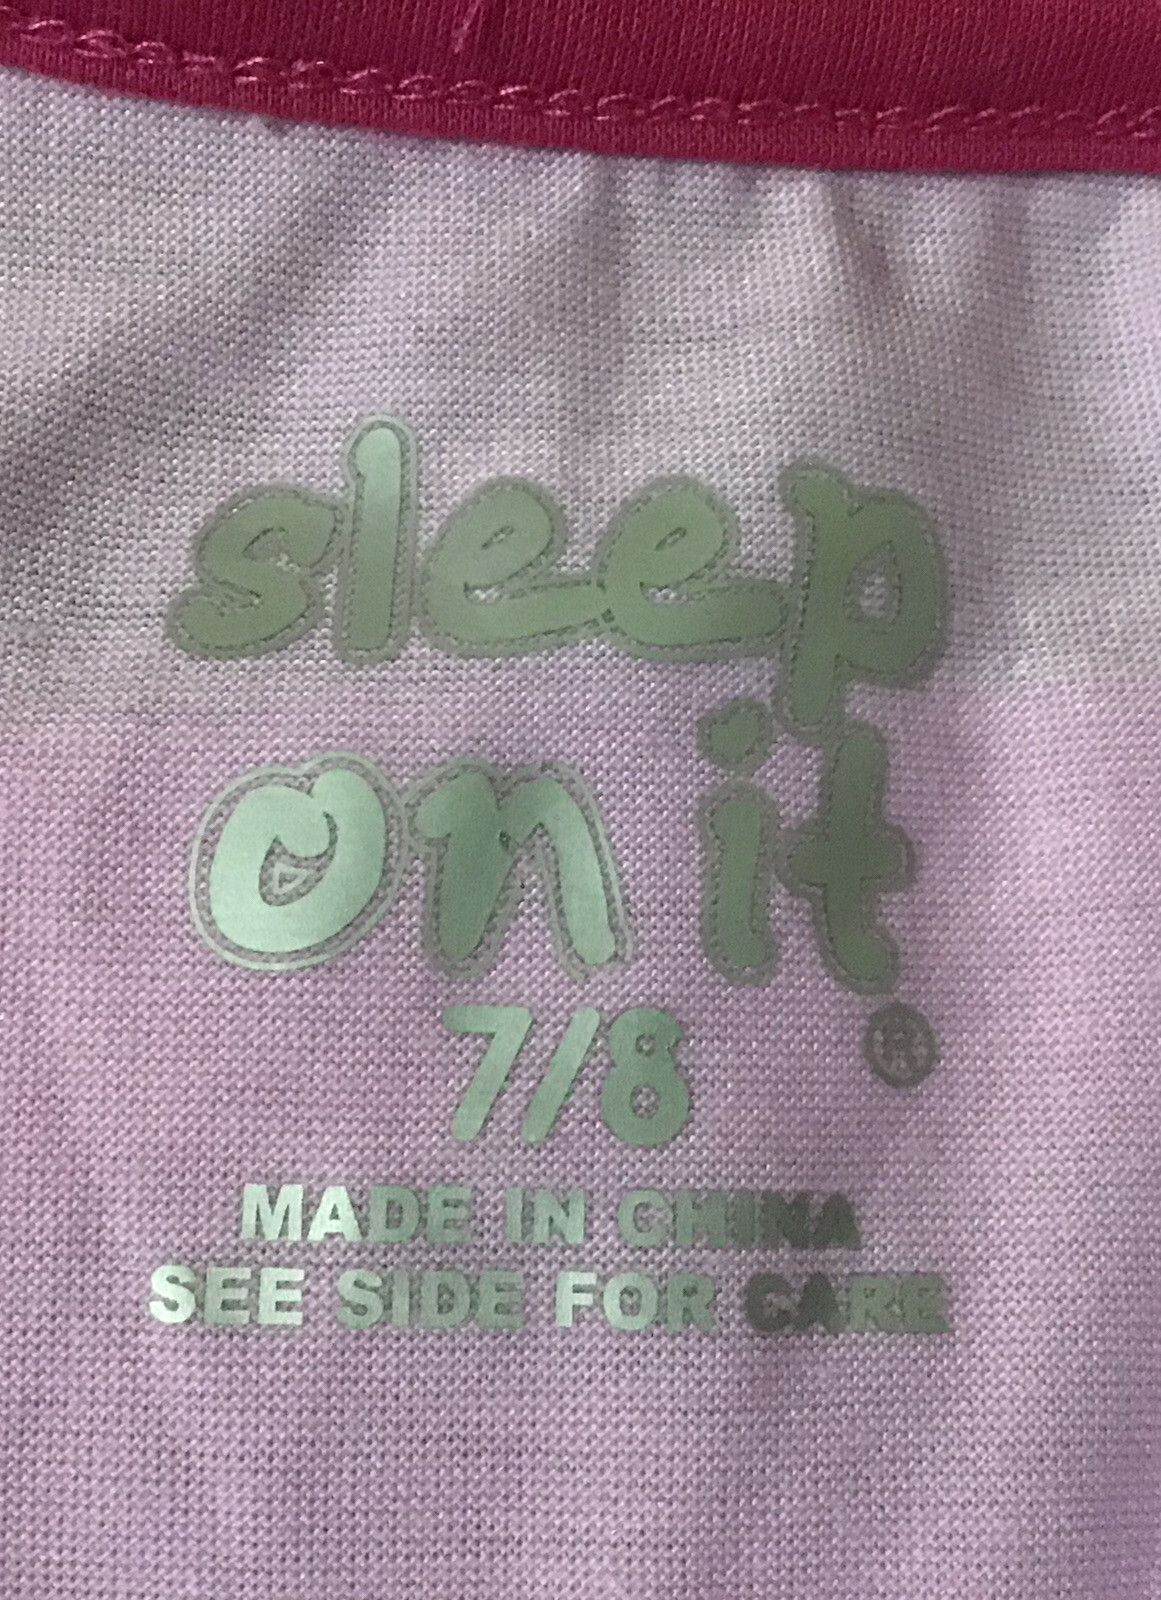 sleep
on it®
7/8
MADE IN CHINA
SEE SIDE FOR CARE